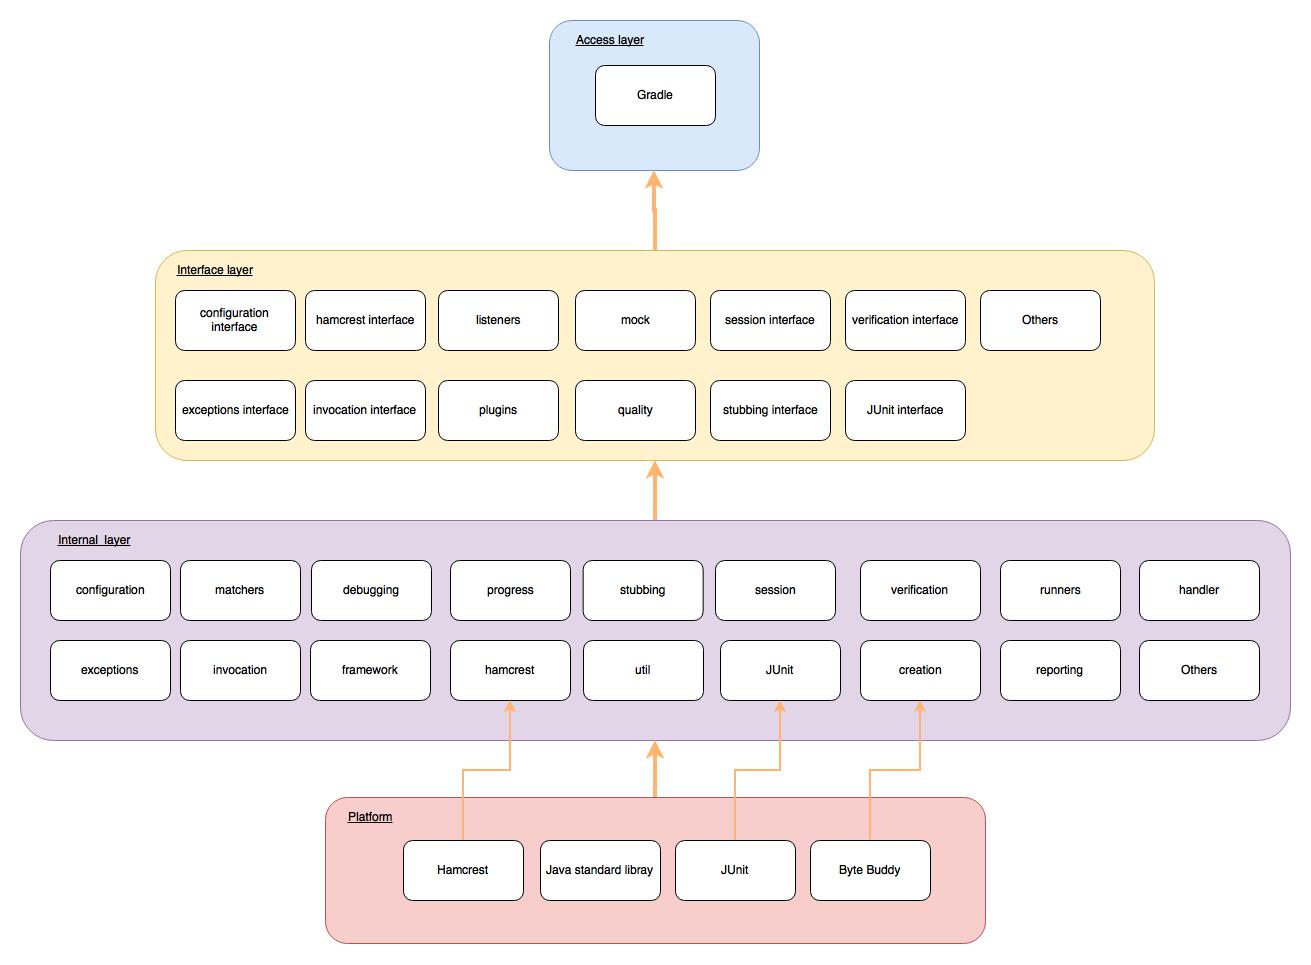 Access layer
Gradle
Interface layer
configuration
interface
hamcrest interface
listeners
mock
session interface
verification interface
Others
exceptions interface
invocation interface
plugins
quality
stubbing interface
JUnit interface
Internal  layer
configuration
matchers
debugging
progress
stubbing
session
verification
runners
handler
exceptions
invocation
framework
hamcrest
util
JUnit
creation
reporting
Others
Platform
Hamcrest
Java standard libray
JUnit
Byte Buddy